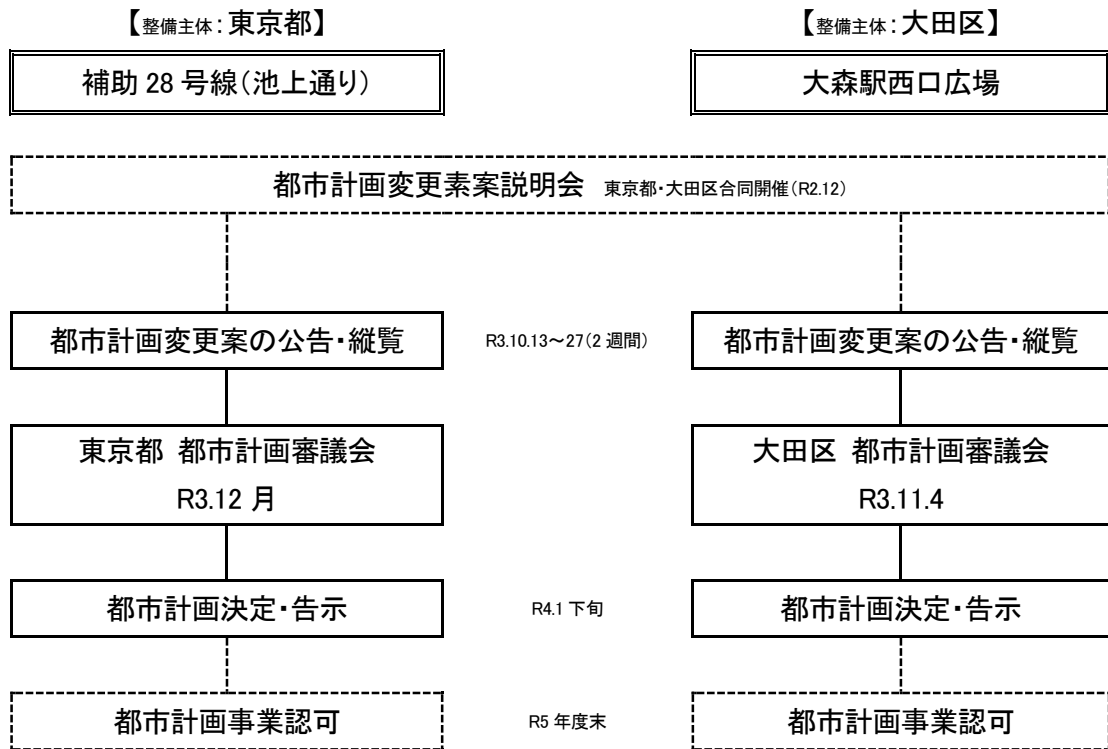 【整備主体:東京都】
【整備主体:大田区】
補助 28 号線(池上通り)
大森駅西口広場
都市計画変更素案説明会 東京都・大田区合同開催(R2.12)
都市計画変更案の公告・縦覧
R3.10.13～27(2 週間)
都市計画変更案の公告・縦覧
東京都 都市計画審議会
R3.12 月
大田区 都市計画審議会
R3.11.4
都市計画決定・告示
R4.1 下旬
都市計画決定・告示
都市計画事業認可
R5 年度末
都市計画事業認可